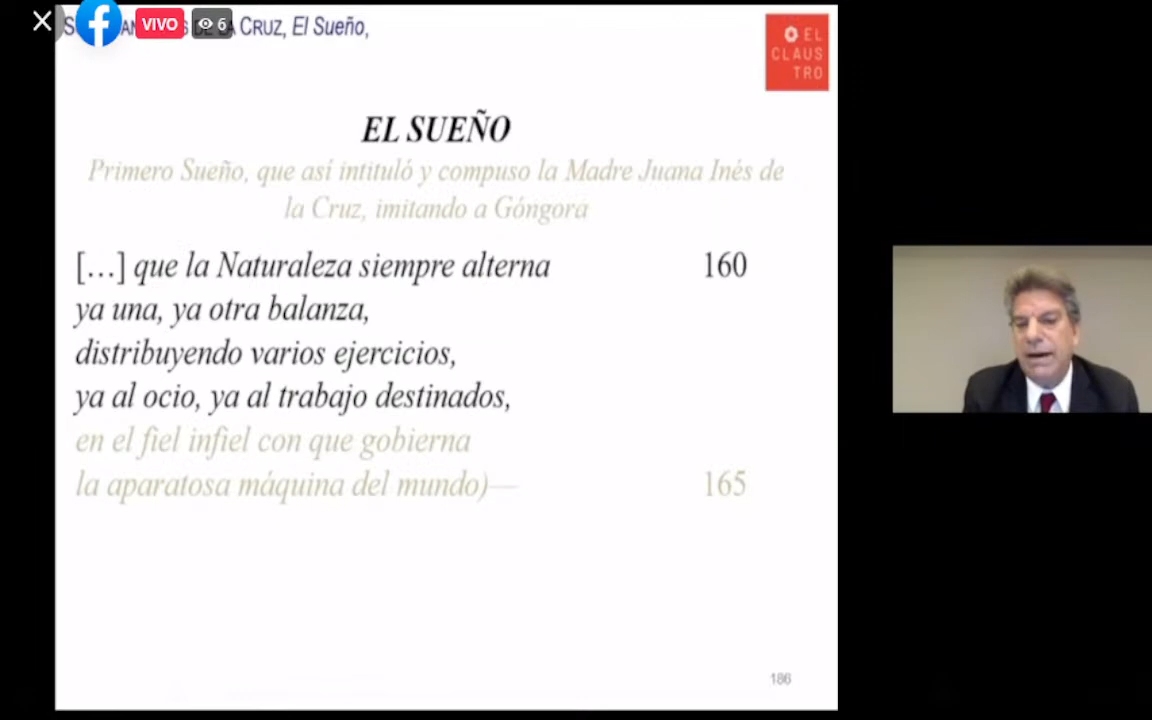 VIVO 6
CRUZ, El Sueño,
EL
CLAUS
TRO
EL SUEÑO
Primero Sueño, que así intituló y compuso la Madre Juana Inés de
la Cruz, imitando a Góngora
[…] que la Naturaleza siempre alterna 160
ya una, ya otra balanza,
distribuyendo varios ejercicios,
ya al ocio, ya al trabajo destinados,
en el fiel infiel con que gobierna
la aparatosa máquina del mundo)— 165
186